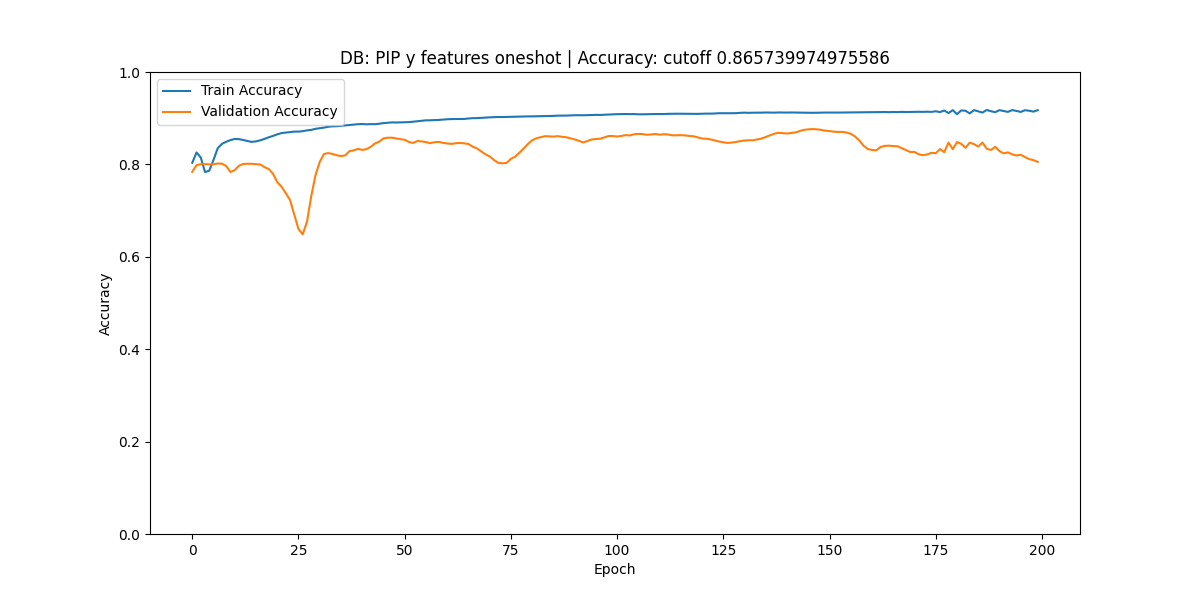 DB: PIP y features oneshot | Accuracy: cutoff 0.865739974975586
Train Accuracy
Validation Accuracy
1.0
0.8
0.6
0.4
0.2
0.0
Accuracy
0 25 50 75 100 125 150 175 200
Epoch